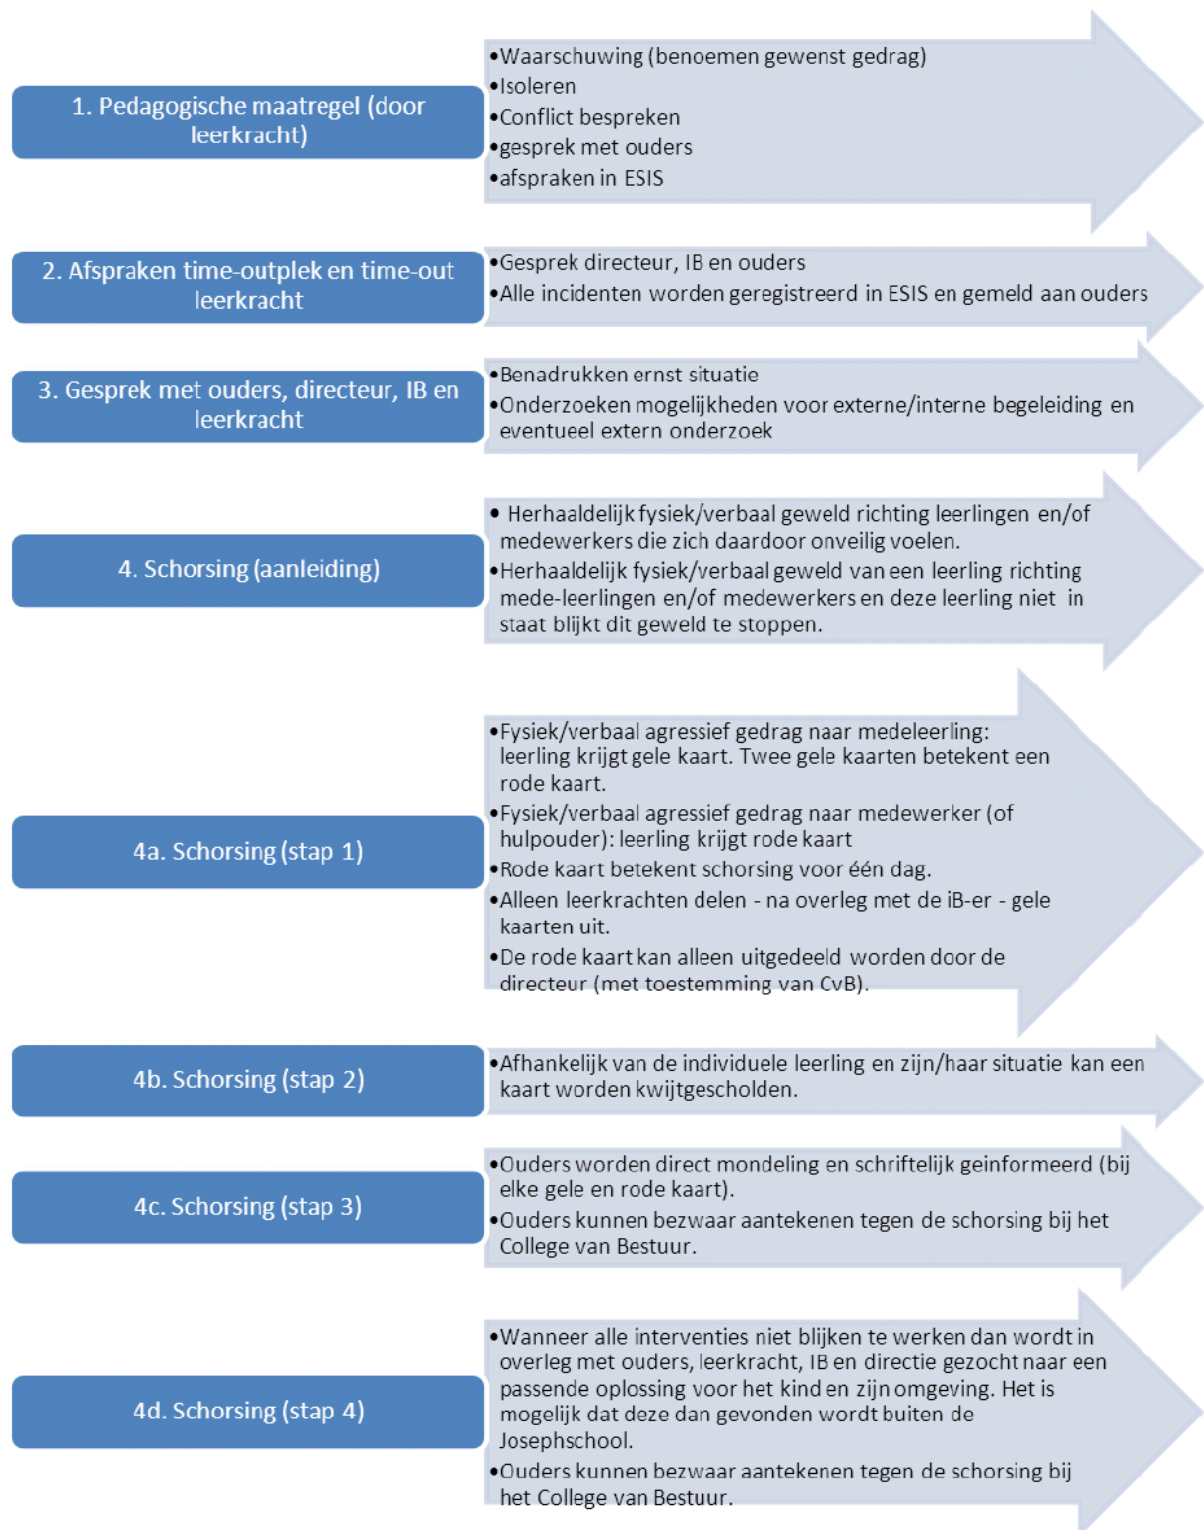 1. Pedagogische maatregel (door
leerkracht)
•Waarschuwing (benoemen gewenst gedrag)
•Isoleren
•Conflict bespreken
•gesprek met ouders
•afspraken in ESIS
2. Afspraken time-outplek en time-out
leerkracht
•Gesprek directeur, IB en ouders
•Alle incidenten worden geregistreerd in ESIS en gemeld aan ouders
3. Gesprek met ouders, directeur, IB en
leerkracht
•Benadrukken ernst situatie
•Onderzoeken mogelijkheden voor externe/interne begeleiding en
eventueel extern onderzoek
4. Schorsing (aanleiding)
• Herhaaldelijk fysiek/verbaal geweld richting leerlingen en/of
medewerkers die zich daardoor onveilig voelen.
•Herhaaldelijk fysiek/verbaal geweld van een leerling richting
mede-leerlingen en/of medewerkers en deze leerling niet in
staat blijkt dit geweld te stoppen.
4a. Schorsing (stap 1)
•Fysiek/verbaal agressief gedrag naar medeleerling:
leerling krijgt gele kaart. Twee gele kaarten betekent een
rode kaart.
•Fysiek/verbaal agressief gedrag naar medewerker (of
hulpouder): leerling krijgt rode kaart
•Rode kaart betekent schorsing voor één dag.
•Alleen leerkrachten delen - na overleg met de iB-er - gele
kaarten uit.
•De rode kaart kan alleen uitgedeeld worden door de
directeur (met toestemming van CvB).
4b. Schorsing (stap 2)
•Afhankelijk van de individuele leerling en zijn/haar situatie kan een
kaart worden kwijtgescholden.
4c. Schorsing (stap 3)
•Ouders worden direct mondeling en schriftelijk geinformeerd (bij
elke gele en rode kaart).
•Ouders kunnen bezwaar aantekenen tegen de schorsing bij het
College van Bestuur.
4d. Schorsing (stap 4)
•Wanneer alle interventies niet blijken te werken dan wordt in
overleg met ouders, leerkracht, IB en directie gezocht naar een
passende oplossing voor het kind en zijn omgeving. Het is
mogelijk dat deze dan gevonden wordt buiten de
Josephschool.
•Ouders kunnen bezwaar aantekenen tegen de schorsing bij
het College van Bestuur.